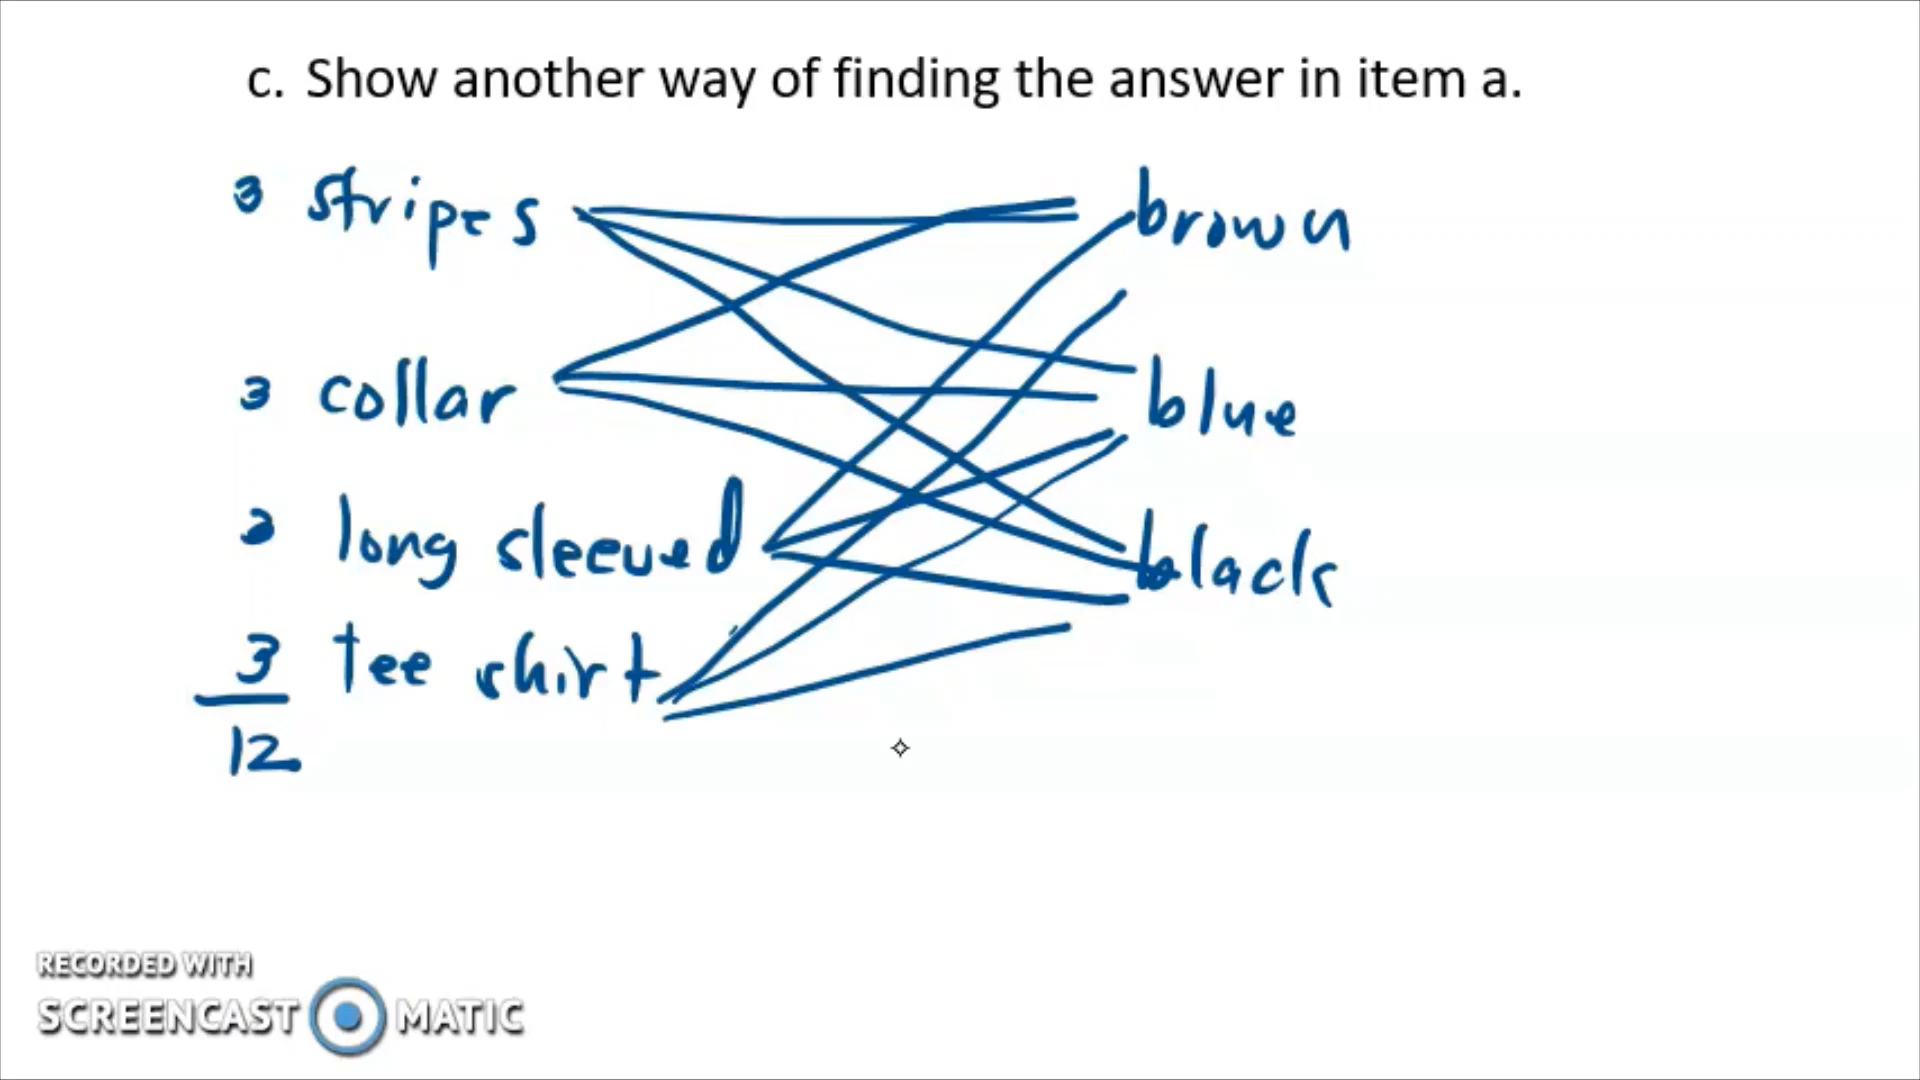 c. Show another way of finding the answer in item a.
3 stripes brown
3 collar blue
3 long sleeved black
3 tee shirt
12
RECORDED WITH
SCREENCAST MATIC